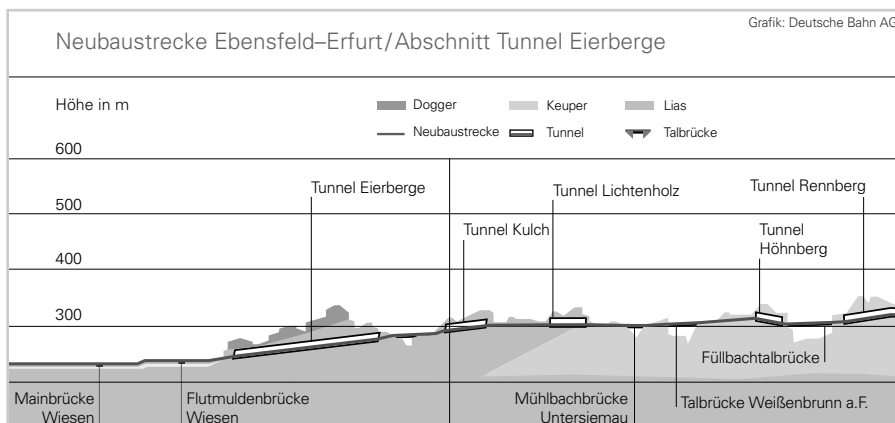 Grafik: Deutsche Bahn AG
Neubaustrecke Ebensfeld–Erfurt/Abschnitt Tunnel Eierberge
Höhe in m
Dogger
Keuper
Lias
Neubaustrecke
Tunnel
Talbrücke
600
Tunnel Eierberge
Tunnel Lichtenholz
Tunnel Rennberg
500
Tunnel Kulch
Tunnel
Höhnberg
400
300
Füllbachtalbrücke
Mainbrücke
Wiesen
Flutmuldenbrücke
Wiesen
Mühlbachbrücke
Untersiemau
Talbrücke Weißenbrunn a.F.